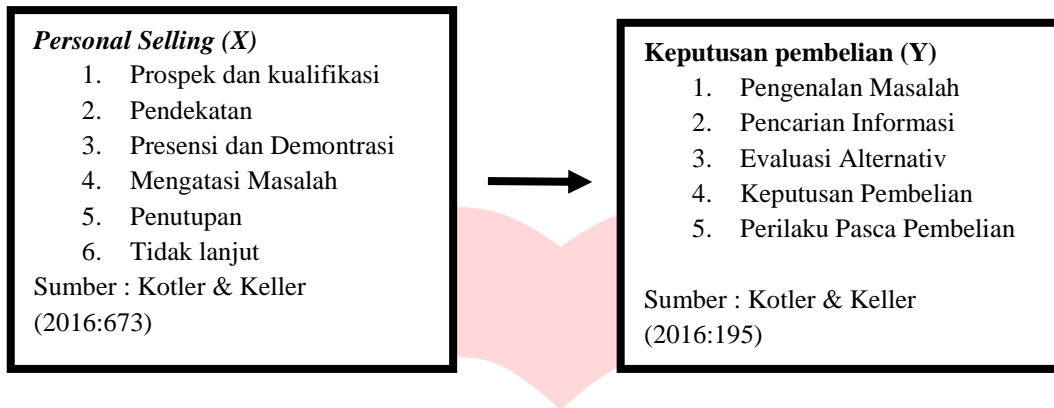 Personal Selling (X)
1. Prospek dan kualifikasi
2. Pendekatan
3. Presensi dan Demontrasi
4. Mengatasi Masalah
5. Penutupan
6. Tidak lanjut
Sumber : Kotler & Keller
(2016:673)
Keputusan pembelian (Y)
1. Pengenalan Masalah
2. Pencarian Informasi
3. Evaluasi Alternativ
4. Keputusan Pembelian
5. Perilaku Pasca Pembelian
Sumber : Kotler & Keller
(2016:195)